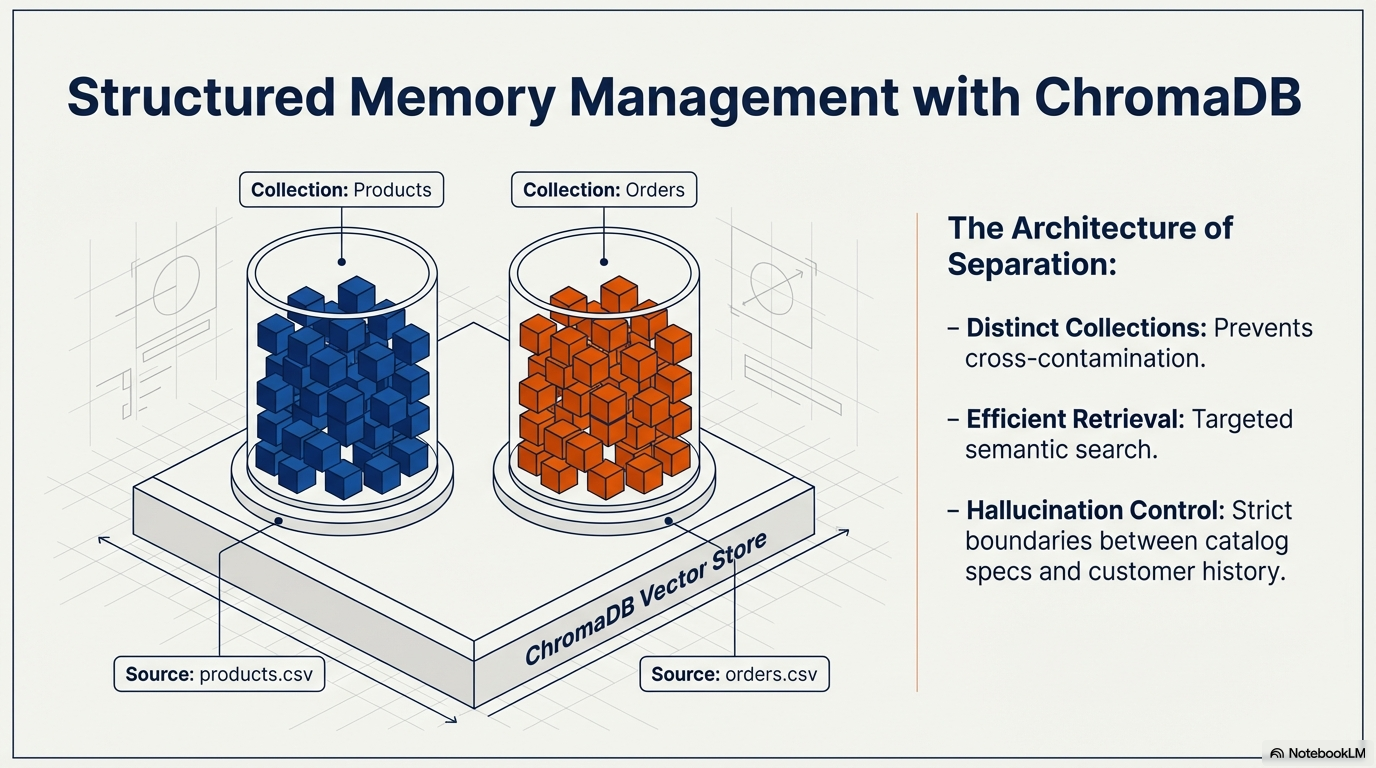 Structured Memory Management with ChromaDB
Collection: Products
Collection: Orders
ChromaDB Vector Store
Source: products.csv
Source: orders.csv
The Architecture of
Separation:
– Distinct Collections: Prevents
cross-contamination.
– Efficient Retrieval: Targeted
semantic search.
– Hallucination Control: Strict
boundaries between catalog
specs and customer history.
NotebookLM